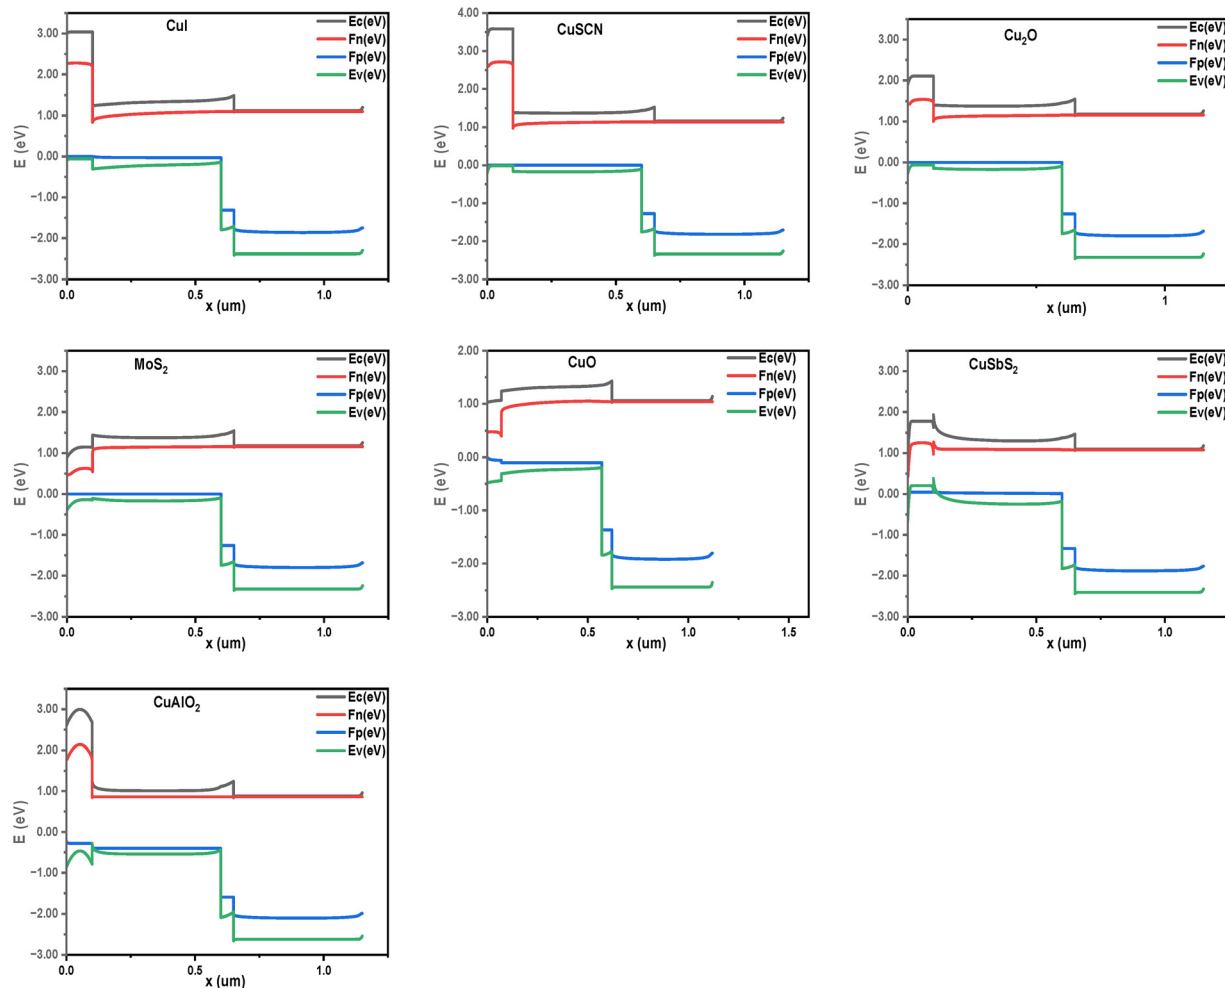 CuI
Ec(eV)
Fn(eV)
Fp(eV)
Ev(eV)
E (eV)
3.00
2.00
1.00
0.00
−1.00
−2.00
−3.00
0.0 0.5 1.0
x (um)
CuSCN
Ec(eV)
Fn(eV)
Fp(eV)
Ev(eV)
E (eV)
4.00
3.00
2.00
1.00
0.00
−1.00
−2.00
−3.00
0.0 0.5 1.0
x (um)
Cu₂O
Ec(eV)
Fn(eV)
Fp(eV)
Ev(eV)
E (eV)
3.00
2.00
1.00
0.00
−1.00
−2.00
−3.00
0 1
x (um)
MoS₂
Ec(eV)
Fn(eV)
Fp(eV)
Ev(eV)
E (eV)
3.00
2.00
1.00
0.00
−1.00
−2.00
−3.00
0.0 0.5 1.0
x (um)
CuO
Ec(eV)
Fn(eV)
Fp(eV)
Ev(eV)
E (eV)
2.00
1.00
0.00
−1.00
−2.00
−3.00
0.0 0.5 1.0 1.5
x (um)
CuSbS₂
Ec(eV)
Fn(eV)
Fp(eV)
Ev(eV)
E (eV)
3.00
2.00
1.00
0.00
−1.00
−2.00
−3.00
0.0 0.5 1.0
x (um)
CuAlO₂
Ec(eV)
Fn(eV)
Fp(eV)
Ev(eV)
E (eV)
3.00
2.00
1.00
0.00
−1.00
−2.00
−3.00
0.0 0.5 1.0
x (um)